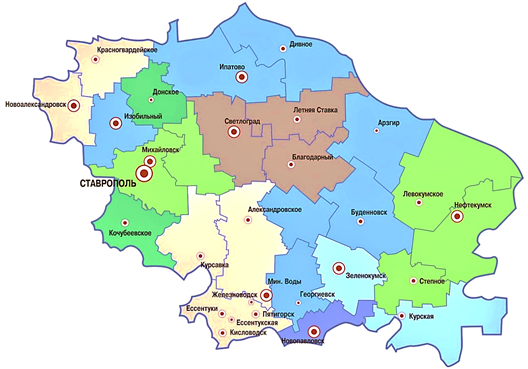 Красногвардейское
Дивное
Ипатово
Новоалександровск
Донское
Изобильный
Светлоград
Летняя Ставка
Арзгир
Михайловск
Благодарный
СТАВРОПОЛЬ
Левокумское
Нефтекумск
Александровское
Буденновск
Кочубеевское
Курсавка
Зеленокумск
Мин. Воды
Степное
Железноводск
Георгиевск
Ессентуки
Пятигорск
Курская
Ессентукская
Кисловодск
Новопавловск